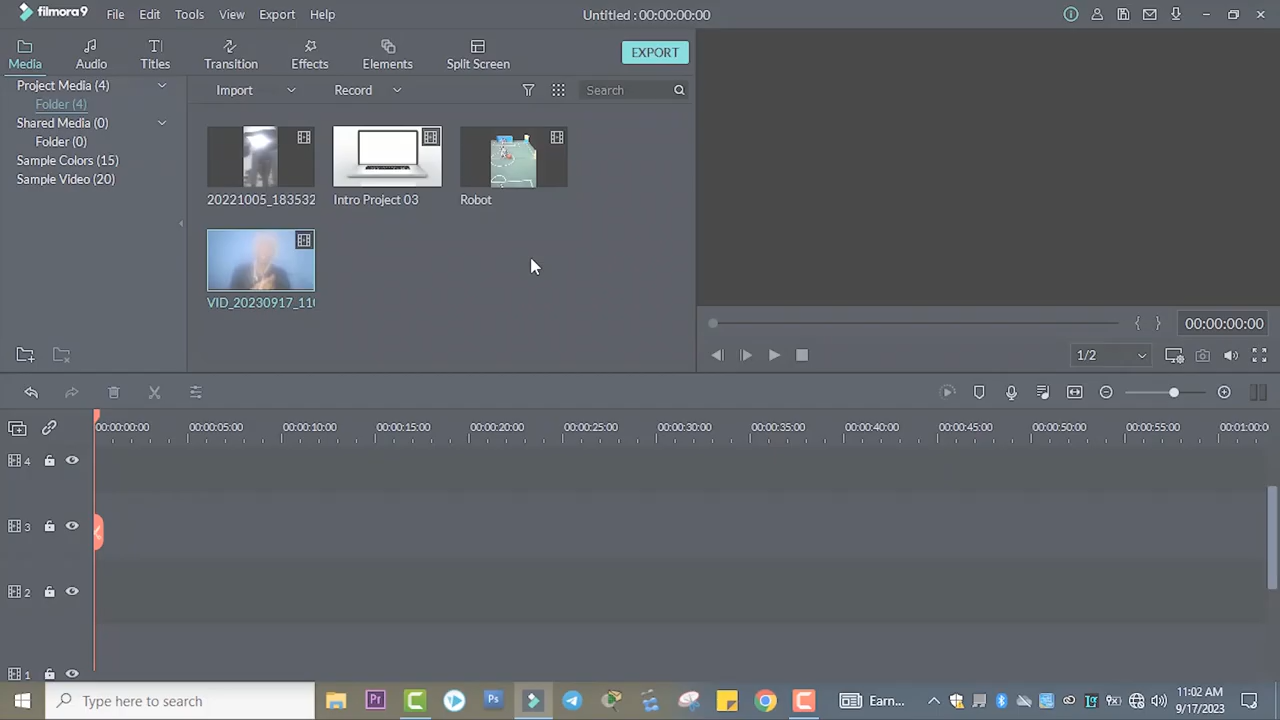 filmora9 File Edit Tools View Export Help Untitled : 00:00:00:00
Media Audio Titles Transition Effects Elements Split Screen EXPORT
Project Media (4)
Folder (4)
Shared Media (0)
Folder (0)
Sample Colors (15)
Sample Video (20)
Import Record Search
20221005_183532 Intro Project 03 Robot
VID_20230917_110
{ } 00:00:00:00
1/2
00:00:00:00 00:00:05:00 00:00:10:00 00:00:15:00 00:00:20:00 00:00:25:00 00:00:30:00 00:00:35:00 00:00:40:00 00:00:45:00 00:00:50:00 00:00:55:00 00:01:00:0
4
3
2
1
Type here to search Pr Ps Earn... 11:02 AM
9/17/2023